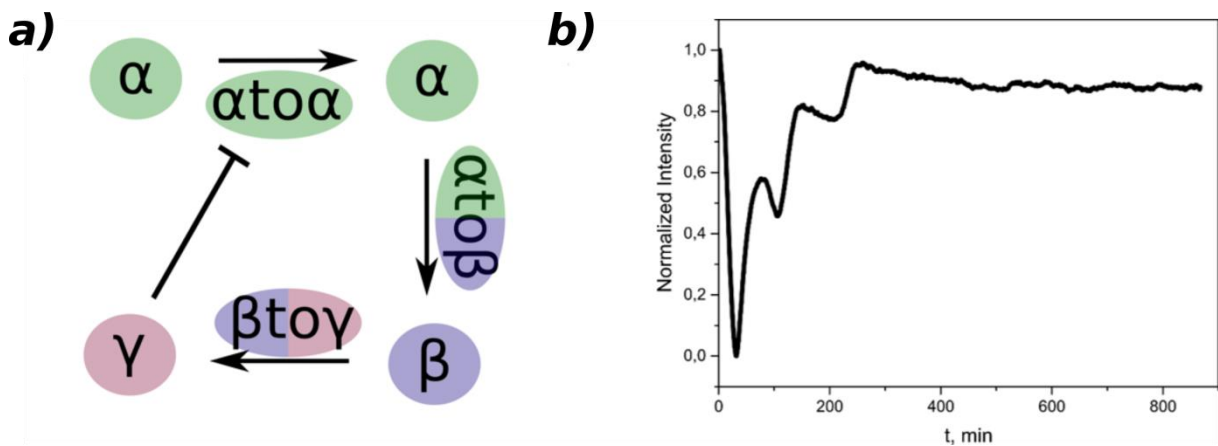 a)
α
αtoα
α
αtoβ
γ
βtoγ
β
b)
Normalized Intensity
1,0
0,8
0,6
0,4
0,2
0,0
0
200
400
600
800
t, min